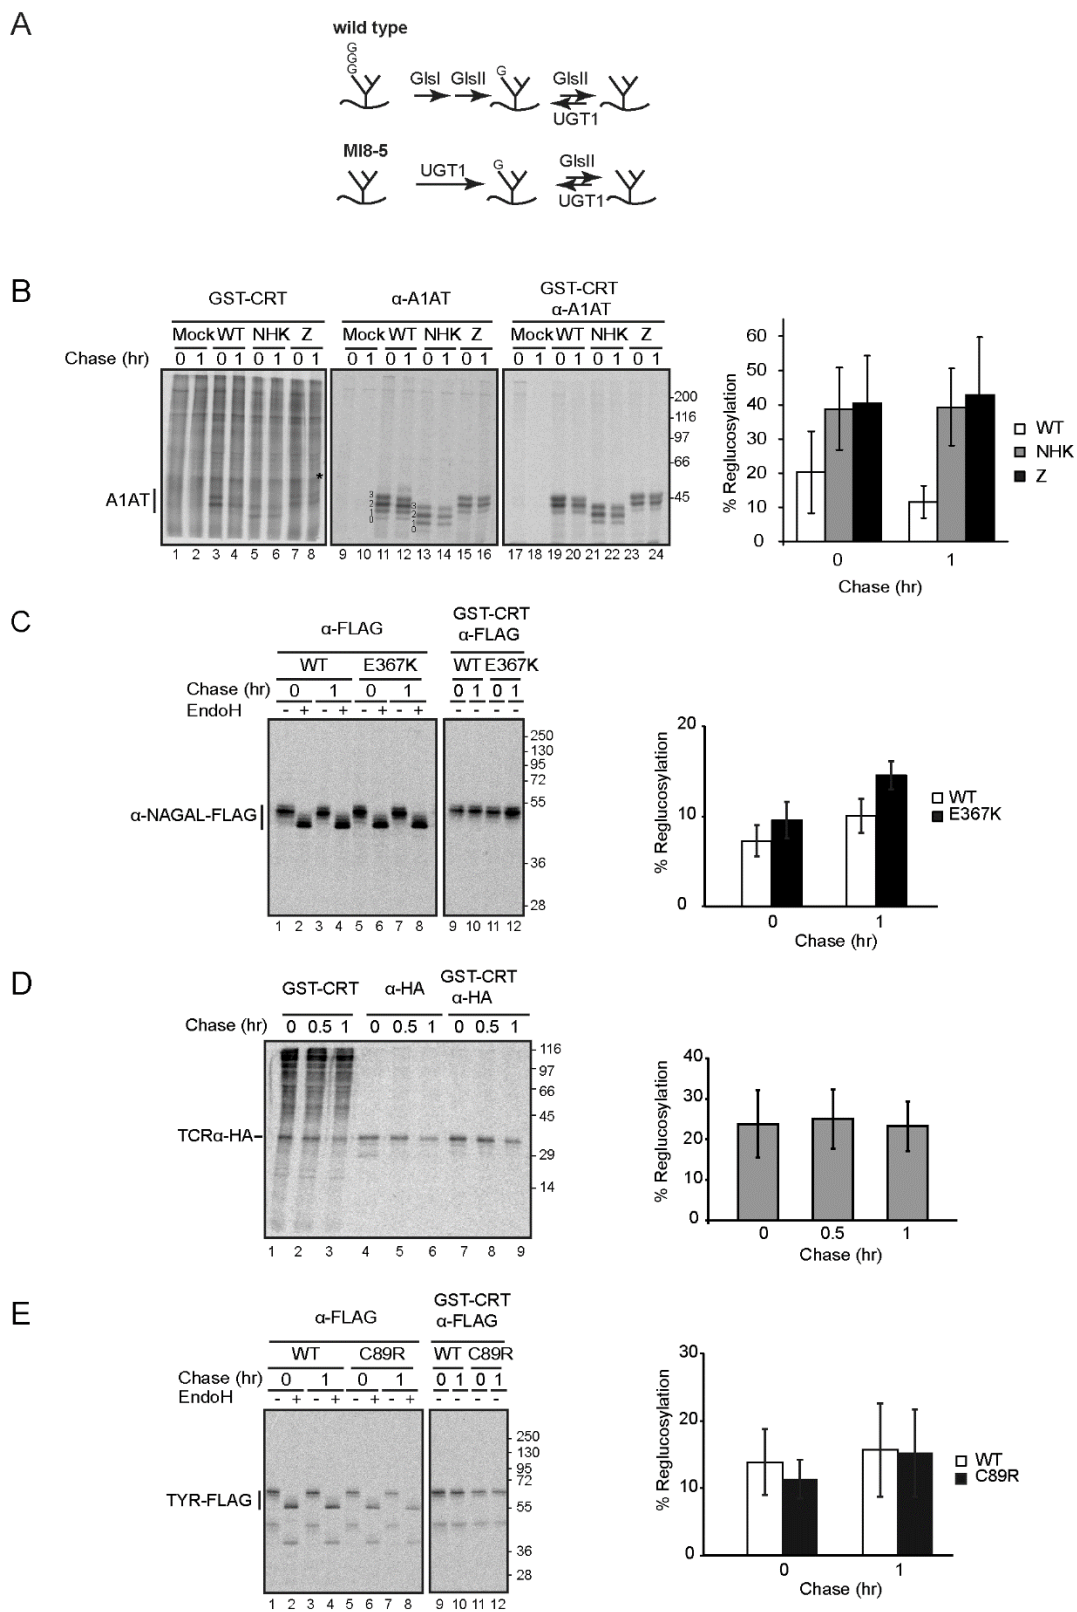 A
wild type
G
G
G
GlsI GlsII G GlsII
UGT1
MI8-5
UGT1 G GlsII
UGT1
B
GST-CRT α-A1AT GST-CRT
α-A1AT
Mock WT NHK Z Mock WT NHK Z Mock WT NHK Z
Chase (hr) 0 1 0 1 0 1 0 1 0 1 0 1 0 1 0 1 0 1 0 1 0 1 0 1
200
116
97
66
*
45
A1AT
3
2
1
0
3
2
1
0
1 2 3 4 5 6 7 8 9 10 11 12 13 14 15 16 17 18 19 20 21 22 23 24
% Reglucosylation
60
50
40
30
20
10
0
0 1
Chase (hr)
WT
NHK
Z
C
α-FLAG GST-CRT
α-FLAG
WT E367K WT E367K
Chase (hr) 0 1 0 1 0 1 0 1
EndoH - + - + - + - +
250
130
95
72
55
36
28
α-NAGAL-FLAG
1 2 3 4 5 6 7 8 9 10 11 12
% Reglucosylation
20
10
0
0 1
Chase (hr)
WT
E367K
D
GST-CRT α-HA GST-CRT
α-HA
Chase (hr) 0 0.5 1 0 0.5 1 0 0.5 1
116
97
66
45
29
14
TCRα-HA
1 2 3 4 5 6 7 8 9
% Reglucosylation
40
30
20
10
0
0 0.5 1
Chase (hr)
E
α-FLAG GST-CRT
α-FLAG
WT C89R WT C89R
Chase (hr) 0 1 0 1 0 1 0 1
EndoH - + - + - + - +
250
130
95
72
55
36
28
TYR-FLAG
1 2 3 4 5 6 7 8 9 10 11 12
% Reglucosylation
30
20
10
0
0 1
Chase (hr)
WT
C89R